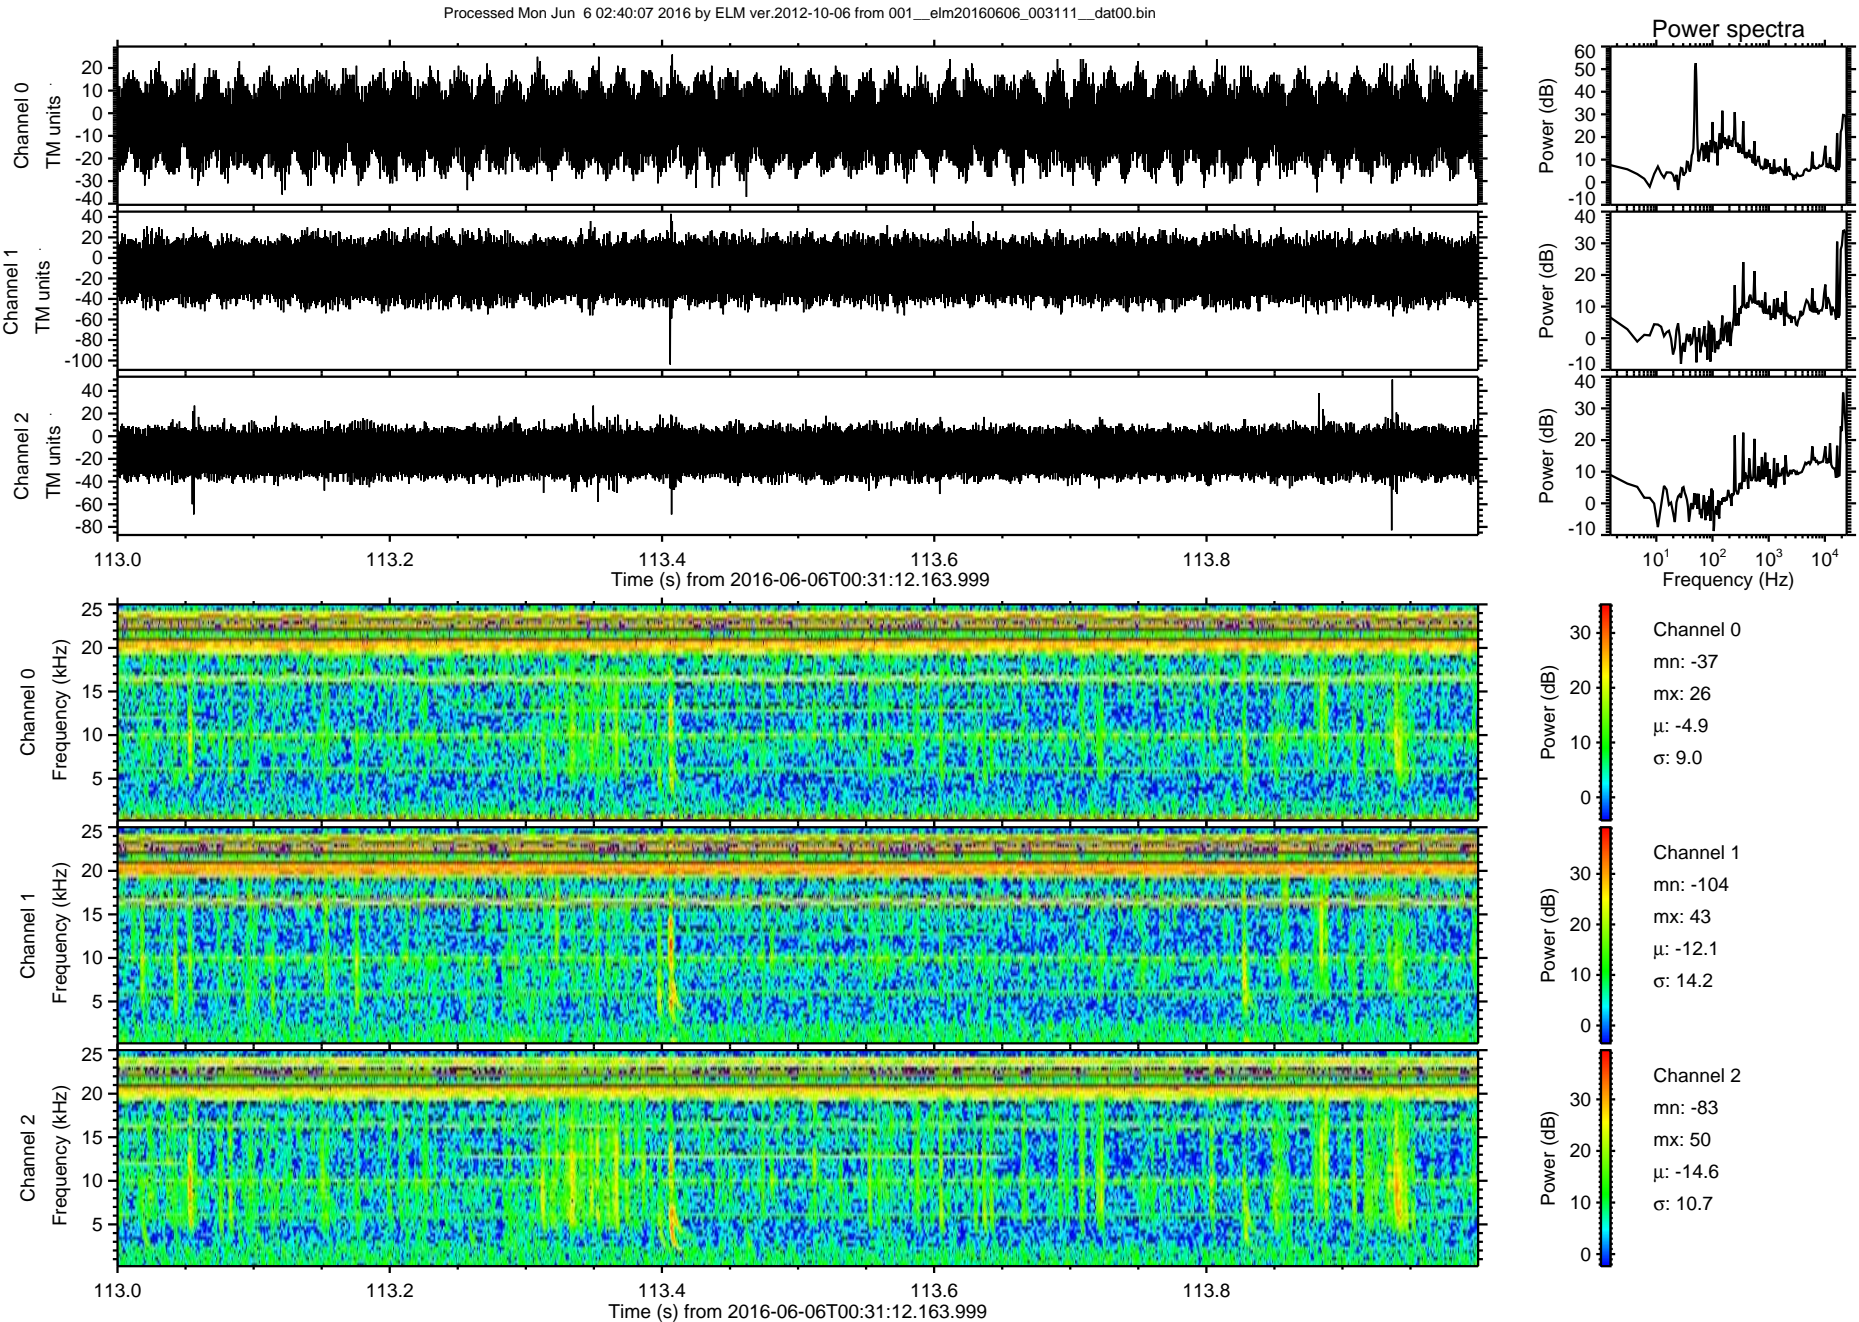 Processed Mon Jun 6 02:40:07 2016 by ELM ver.2012-10-06 from 001__elm20160606_003111__dat00.bin
Power spectra
Channel 0
TM units
20
10
0
-10
-20
-30
-40
Power (dB)
60
50
40
30
20
10
0
-10
Channel 1
TM units
40
20
0
-20
-40
-60
-80
-100
Power (dB)
40
30
20
10
0
-10
Channel 2
TM units
40
20
0
-20
-40
-60
-80
Power (dB)
40
30
20
10
0
-10
113.0 113.2 113.4 113.6 113.8
Time (s) from 2016-06-06T00:31:12.163.999
10^1 10^2 10^3 10^4
Frequency (Hz)
Channel 0
Frequency (kHz)
25
20
15
10
5
Power (dB)
30
20
10
0
Channel 0
mn: -37
mx: 26
μ: -4.9
σ: 9.0
Channel 1
Frequency (kHz)
25
20
15
10
5
Power (dB)
30
20
10
0
Channel 1
mn: -104
mx: 43
μ: -12.1
σ: 14.2
Channel 2
Frequency (kHz)
25
20
15
10
5
Power (dB)
30
20
10
0
Channel 2
mn: -83
mx: 50
μ: -14.6
σ: 10.7
113.0 113.2 113.4 113.6 113.8
Time (s) from 2016-06-06T00:31:12.163.999